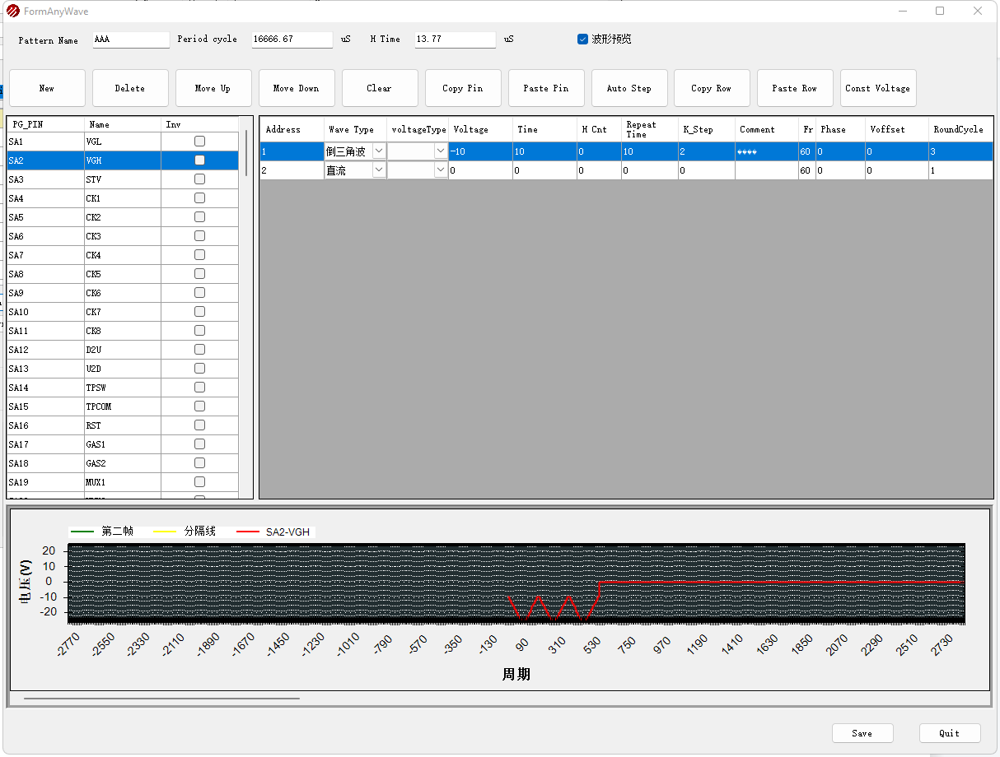 FormAnyWave
Pattern Name AAA Period cycle 16666.67 uS H Time 13.77 uS 波形预览
New Delete Move Up Move Down Clear Copy Pin Paste Pin Auto Step Copy Row Paste Row Const Voltage
PG_PIN Name Inv
SA1 VGL
SA2 VGH
SA3 STV
SA4 CK1
SA5 CK2
SA6 CK3
SA7 CK4
SA8 CK5
SA9 CK6
SA10 CK7
SA11 CK8
SA12 D2U
SA13 U2D
SA14 TPSW
SA15 TPCOM
SA16 RST
SA17 GAS1
SA18 GAS2
SA19 MUX1
Address Wave Type voltageType Voltage Time H Cnt Repeat Time K_Step Comment Fr Phase Voffset RoundCycle
1 倒三角波 -10 10 0 10 2 ���� 60 0 0 3
2 直流 0 0 0 0 0 60 0 0 1
第二帧 分隔线 SA2-VGH
电压(V)
20
10
0
-10
-20
-2770 -2550 -2330 -2110 -1890 -1670 -1450 -1230 -1010 -790 -570 -350 -130 90 310 530 750 970 1190 1410 1630 1850 2070 2290 2510 2730
周期
Save Quit